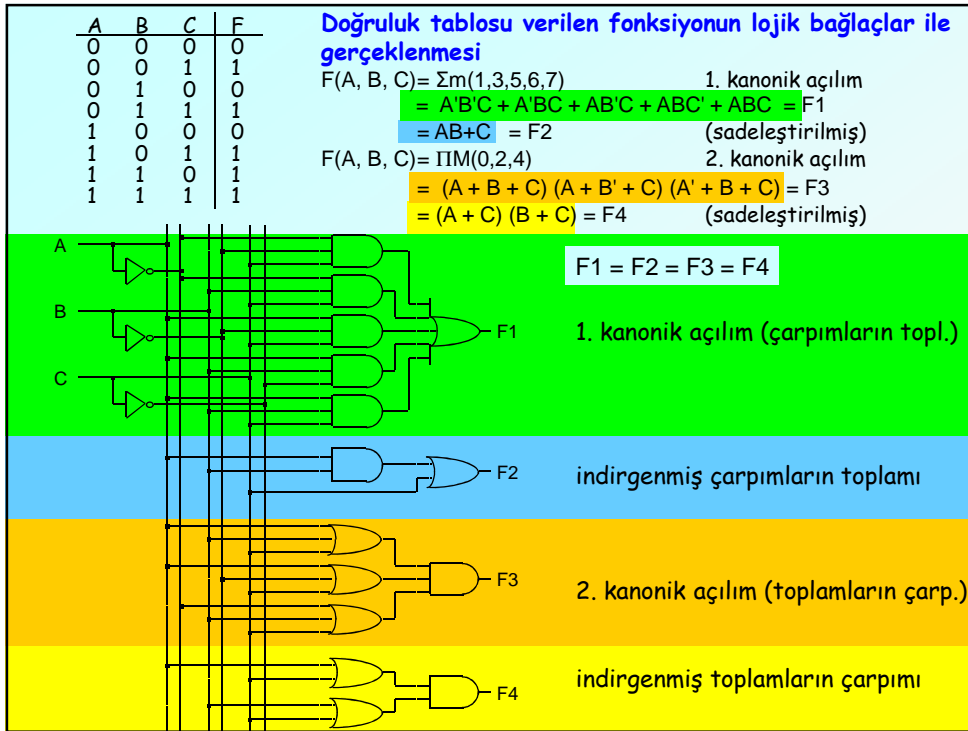 A B C F
0 0 0 0
0 0 1 1
0 1 0 0
0 1 1 1
1 0 0 0
1 0 1 1
1 1 0 1
1 1 1 1
Doğruluk tablosu verilen fonksiyonun lojik bağlaçlar ile
gerçeklenmesi
F(A, B, C)= Σm(1,3,5,6,7) 1. kanonik açılım
= A'B'C + A'BC + AB'C + ABC' + ABC = F1
= AB+C = F2 (sadeleştirilmiş)
F(A, B, C)= ΠM(0,2,4) 2. kanonik açılım
= (A + B + C) (A + B' + C) (A' + B + C) = F3
= (A + C) (B + C) = F4 (sadeleştirilmiş)
A
F1 = F2 = F3 = F4
B
F1
1. kanonik açılım (çarpımların topl.)
C
F2
indirgenmiş çarpımların toplamı
F3
2. kanonik açılım (toplamların çarp.)
F4
indirgenmiş toplamların çarpımı